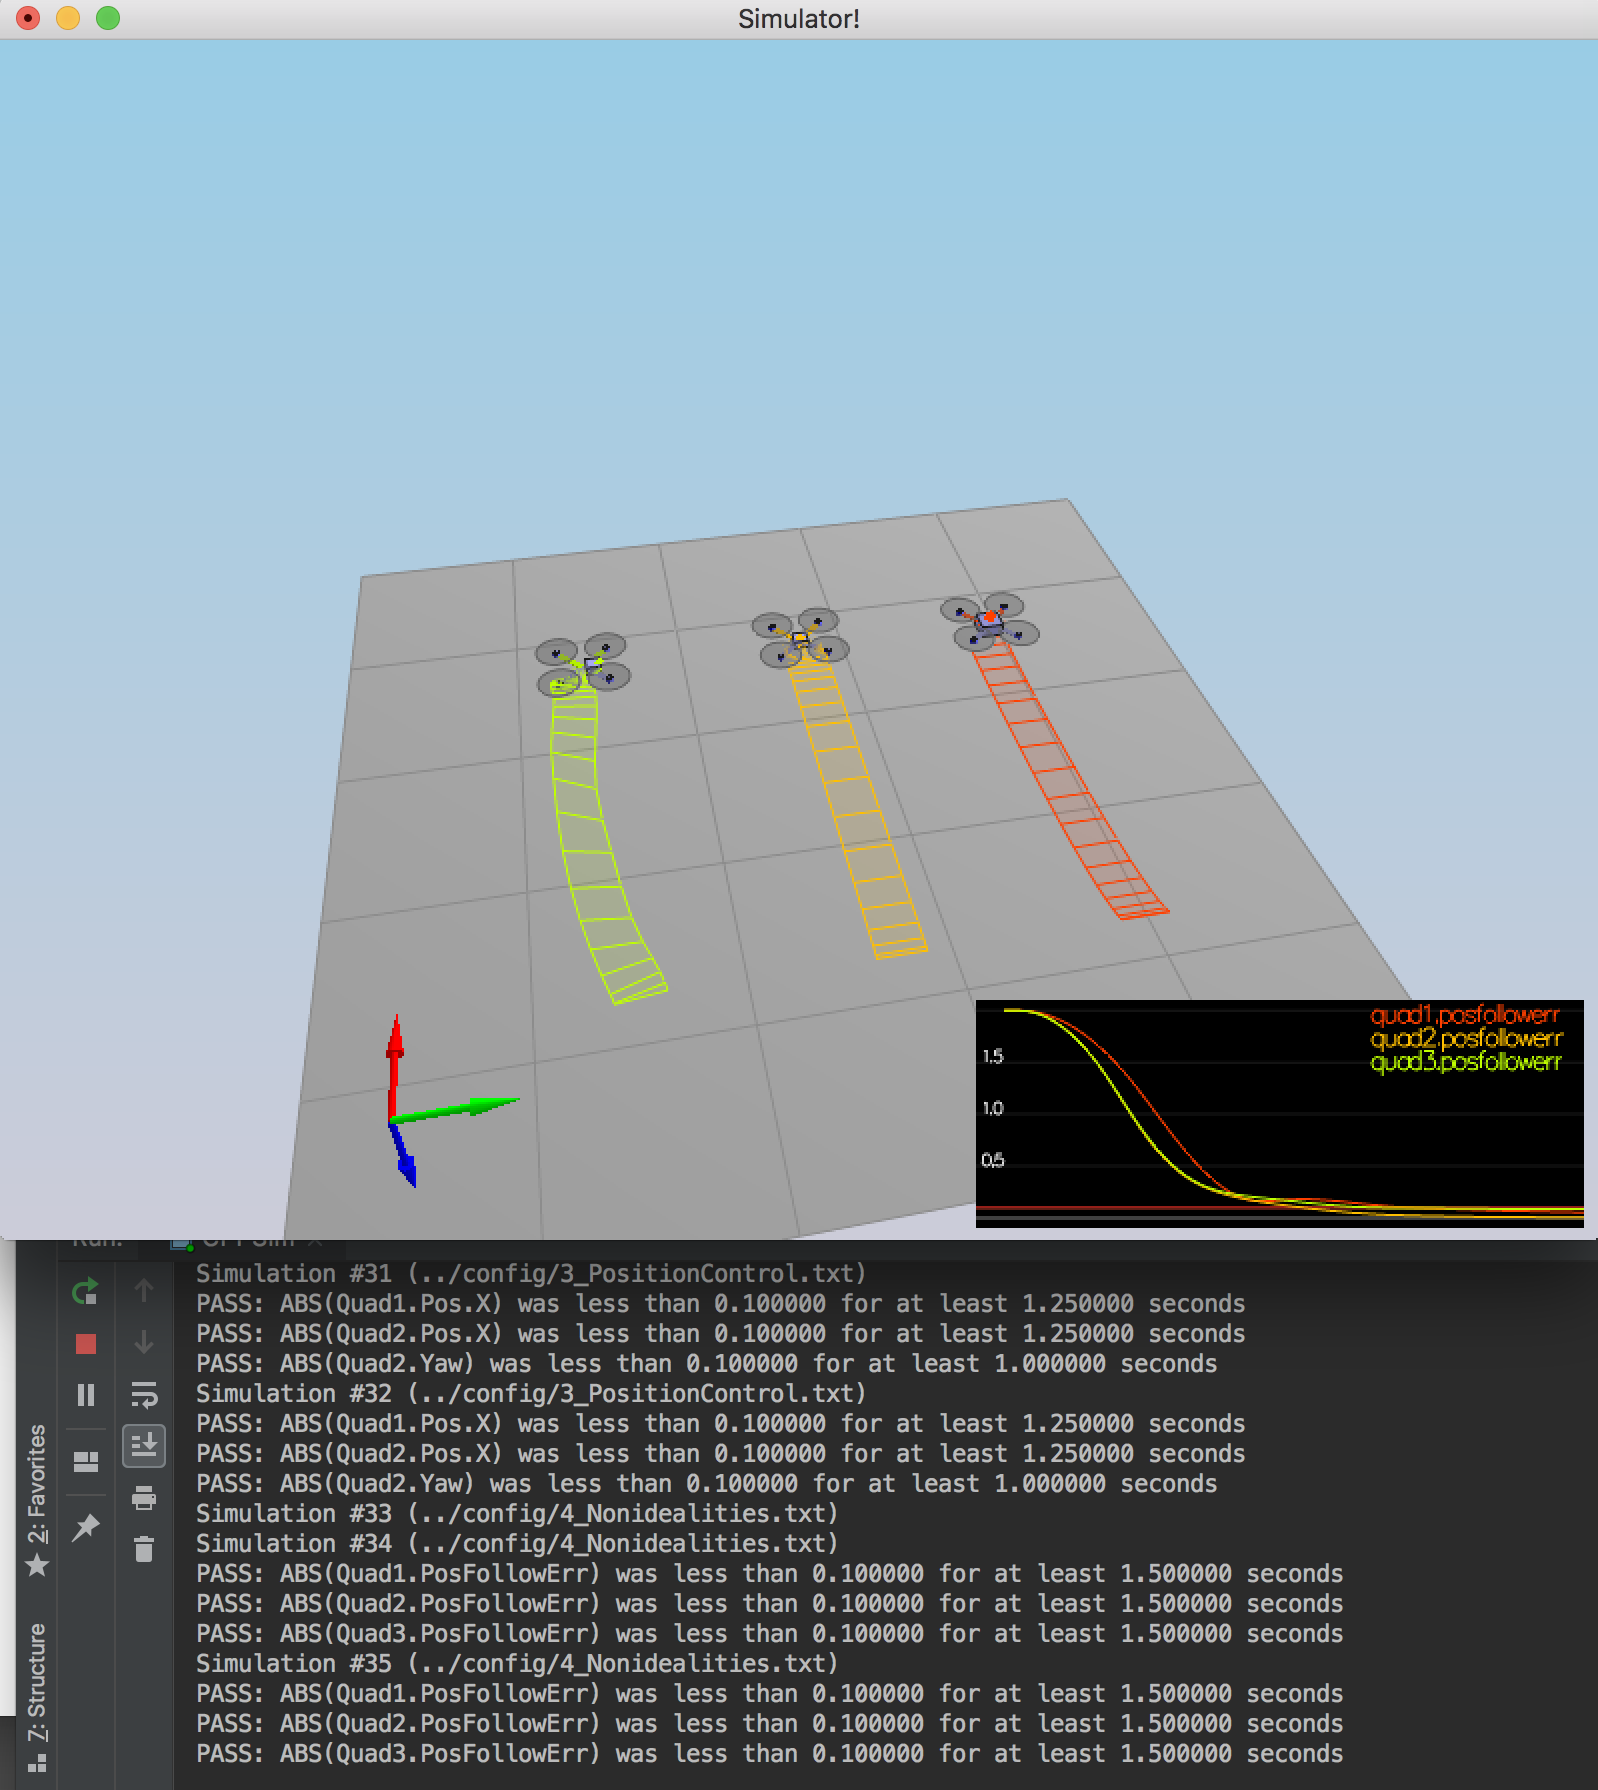 Simulator!
quad1.posfollowerr
quad2.posfollowerr
quad3.posfollowerr
1.5
1.0
0.5
Run:
Simulation #31 (../config/3_PositionControl.txt)
PASS: ABS(Quad1.Pos.X) was less than 0.100000 for at least 1.250000 seconds
PASS: ABS(Quad2.Pos.X) was less than 0.100000 for at least 1.250000 seconds
PASS: ABS(Quad2.Yaw) was less than 0.100000 for at least 1.000000 seconds
Simulation #32 (../config/3_PositionControl.txt)
PASS: ABS(Quad1.Pos.X) was less than 0.100000 for at least 1.250000 seconds
PASS: ABS(Quad2.Pos.X) was less than 0.100000 for at least 1.250000 seconds
PASS: ABS(Quad2.Yaw) was less than 0.100000 for at least 1.000000 seconds
Simulation #33 (../config/4_Nonidealities.txt)
Simulation #34 (../config/4_Nonidealities.txt)
PASS: ABS(Quad1.PosFollowErr) was less than 0.100000 for at least 1.500000 seconds
PASS: ABS(Quad2.PosFollowErr) was less than 0.100000 for at least 1.500000 seconds
PASS: ABS(Quad3.PosFollowErr) was less than 0.100000 for at least 1.500000 seconds
Simulation #35 (../config/4_Nonidealities.txt)
PASS: ABS(Quad1.PosFollowErr) was less than 0.100000 for at least 1.500000 seconds
PASS: ABS(Quad2.PosFollowErr) was less than 0.100000 for at least 1.500000 seconds
PASS: ABS(Quad3.PosFollowErr) was less than 0.100000 for at least 1.500000 seconds
2: Favorites
7: Structure